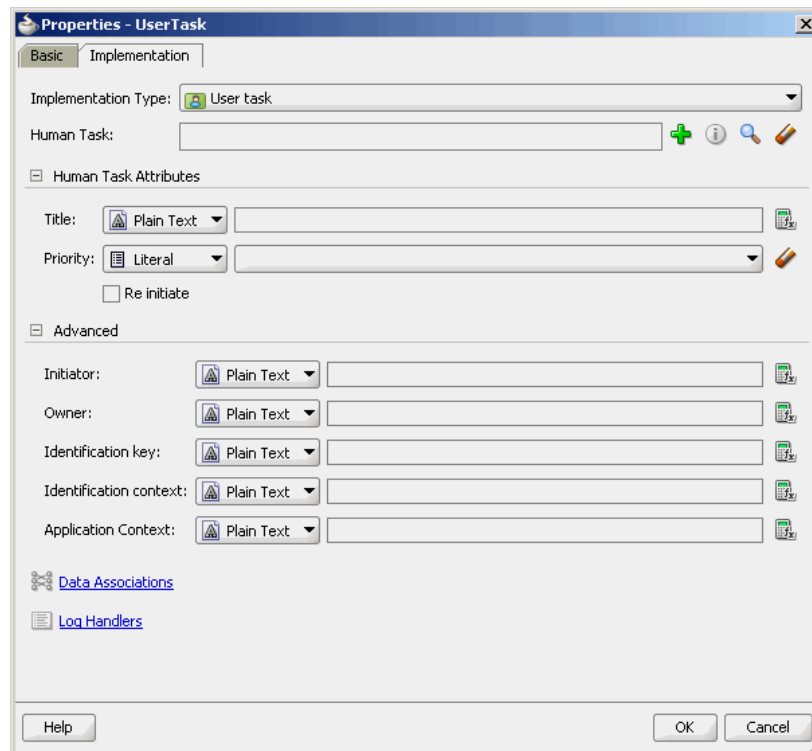 Properties - UserTask
Basic Implementation
Implementation Type: User task
Human Task:
Human Task Attributes
Title: Plain Text
Priority: Literal
Re initiate
Advanced
Initiator: Plain Text
Owner: Plain Text
Identification key: Plain Text
Identification context: Plain Text
Application Context: Plain Text
Data Associations
Log Handlers
Help OK Cancel